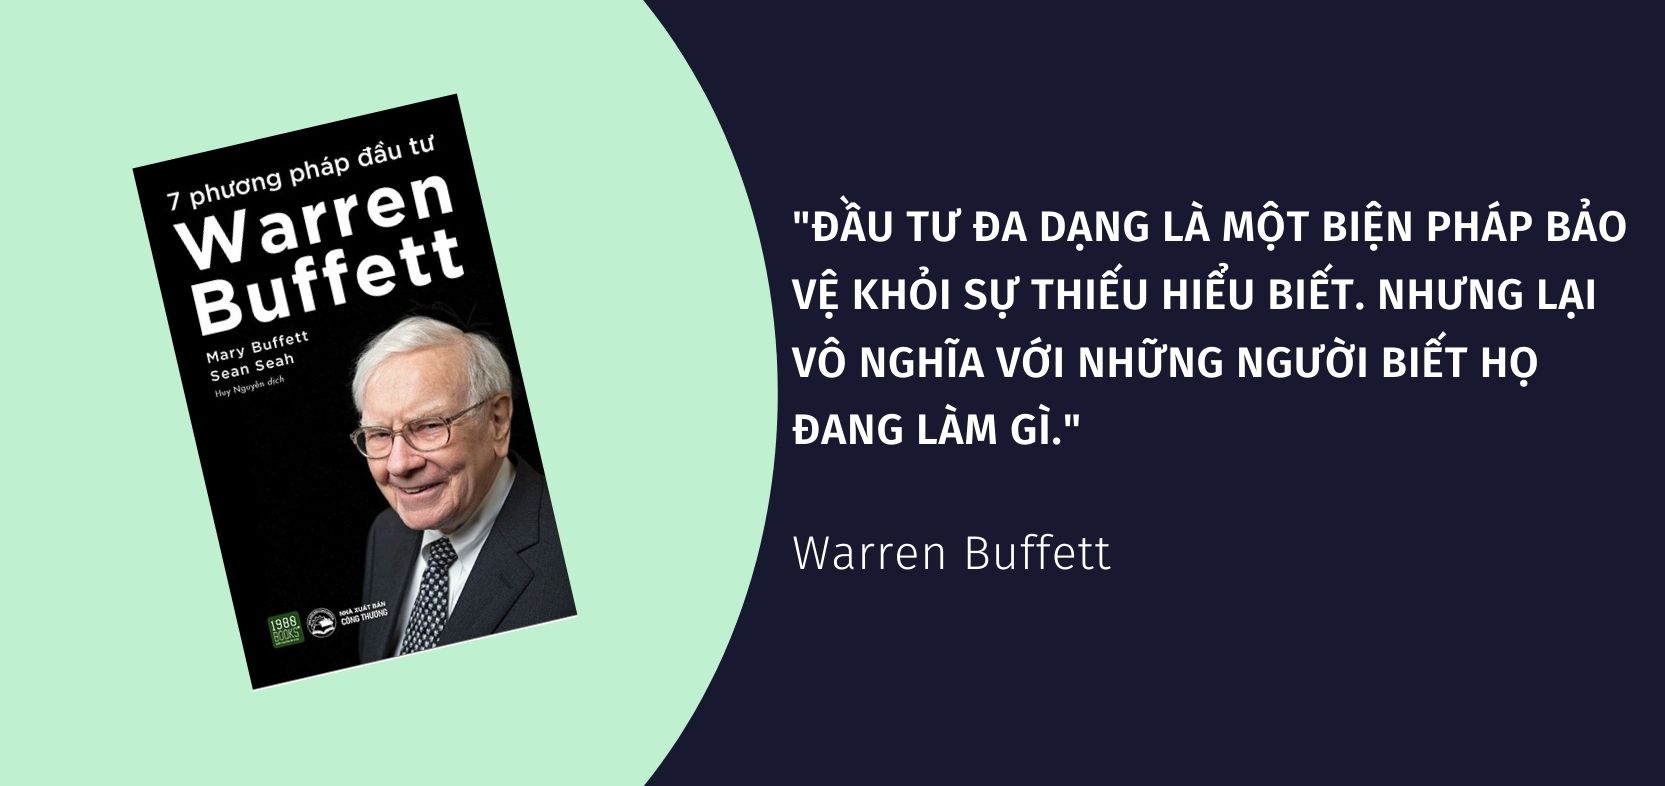 7 phương pháp đầu tư
Warren
Buffett
Mary Buffett
Sean Seah
Huy Nguyễn dịch
1980
BOOKS
NHÀ XUẤT BẢN
CÔNG THƯƠNG
"ĐẦU TƯ ĐA DẠNG LÀ MỘT BIỆN PHÁP BẢO
VỆ KHỎI SỰ THIẾU HIỂU BIẾT. NHƯNG LẠI
VÔ NGHĨA VỚI NHỮNG NGƯỜI BIẾT HỌ
ĐANG LÀM GÌ."
Warren Buffett